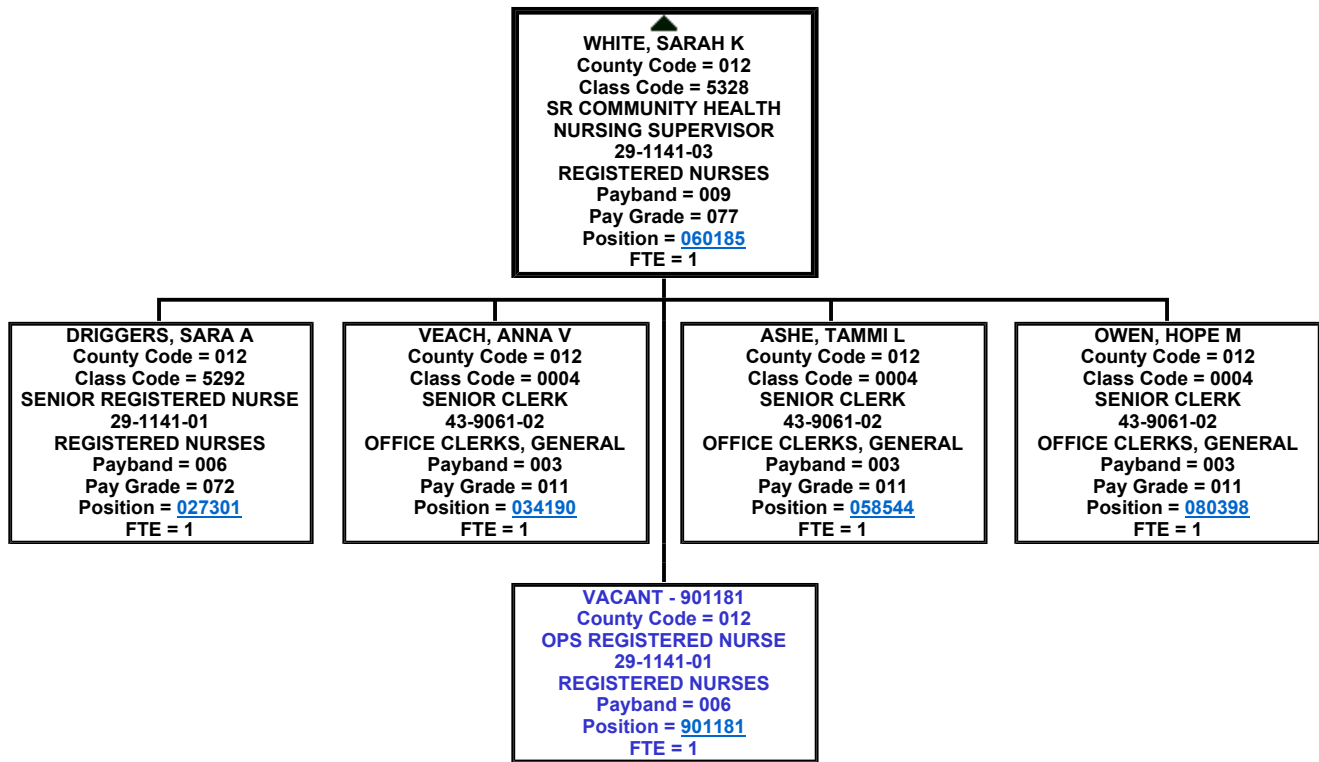 WHITE, SARAH K
County Code = 012
Class Code = 5328
SR COMMUNITY HEALTH
NURSING SUPERVISOR
29-1141-03
REGISTERED NURSES
Payband = 009
Pay Grade = 077
Position = 060185
FTE = 1
DRIGGERS, SARA A
County Code = 012
Class Code = 5292
SENIOR REGISTERED NURSE
29-1141-01
REGISTERED NURSES
Payband = 006
Pay Grade = 072
Position = 027301
FTE = 1
VEACH, ANNA V
County Code = 012
Class Code = 0004
SENIOR CLERK
43-9061-02
OFFICE CLERKS, GENERAL
Payband = 003
Pay Grade = 011
Position = 034190
FTE = 1
ASHE, TAMMI L
County Code = 012
Class Code = 0004
SENIOR CLERK
43-9061-02
OFFICE CLERKS, GENERAL
Payband = 003
Pay Grade = 011
Position = 058544
FTE = 1
OWEN, HOPE M
County Code = 012
Class Code = 0004
SENIOR CLERK
43-9061-02
OFFICE CLERKS, GENERAL
Payband = 003
Pay Grade = 011
Position = 080398
FTE = 1
VACANT - 901181
County Code = 012
OPS REGISTERED NURSE
29-1141-01
REGISTERED NURSES
Payband = 006
Position = 901181
FTE = 1